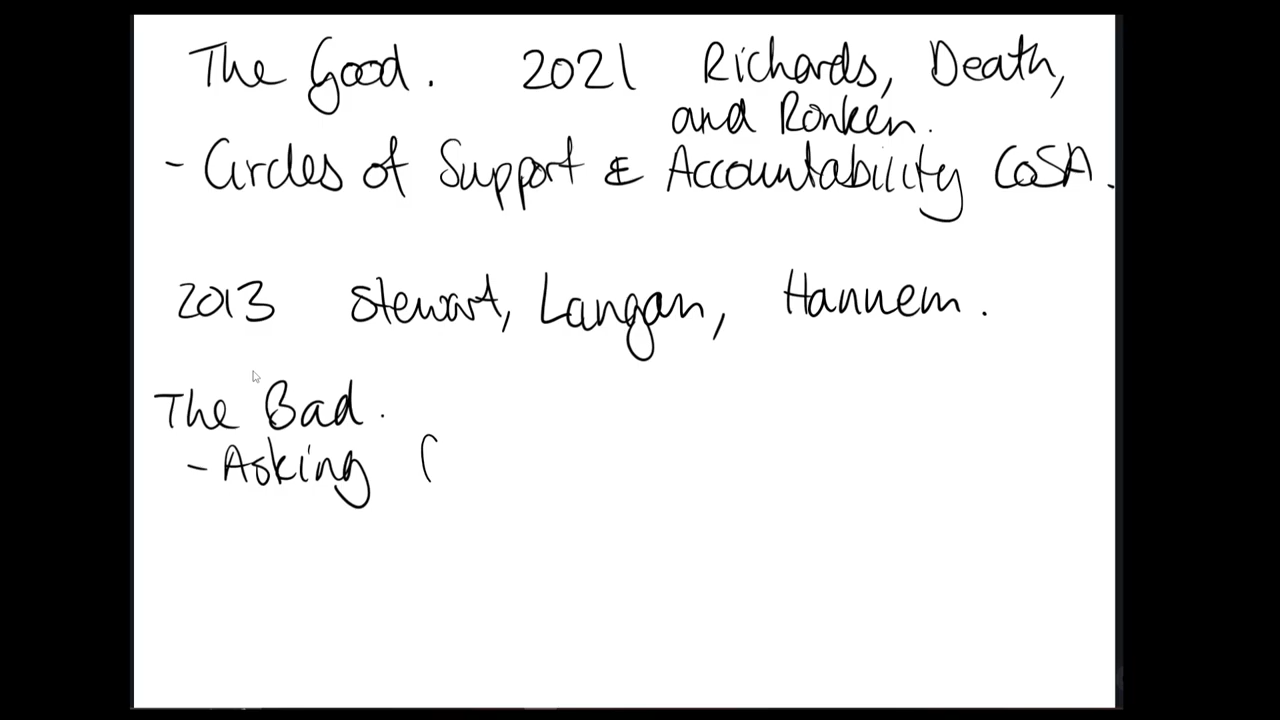 The Good. 2021 Richards, Death,
and Ronken.
- Circles of Support & Accountability CoSA.
2013 Stewart, Langan, Hannem.
The Bad.
- Asking (